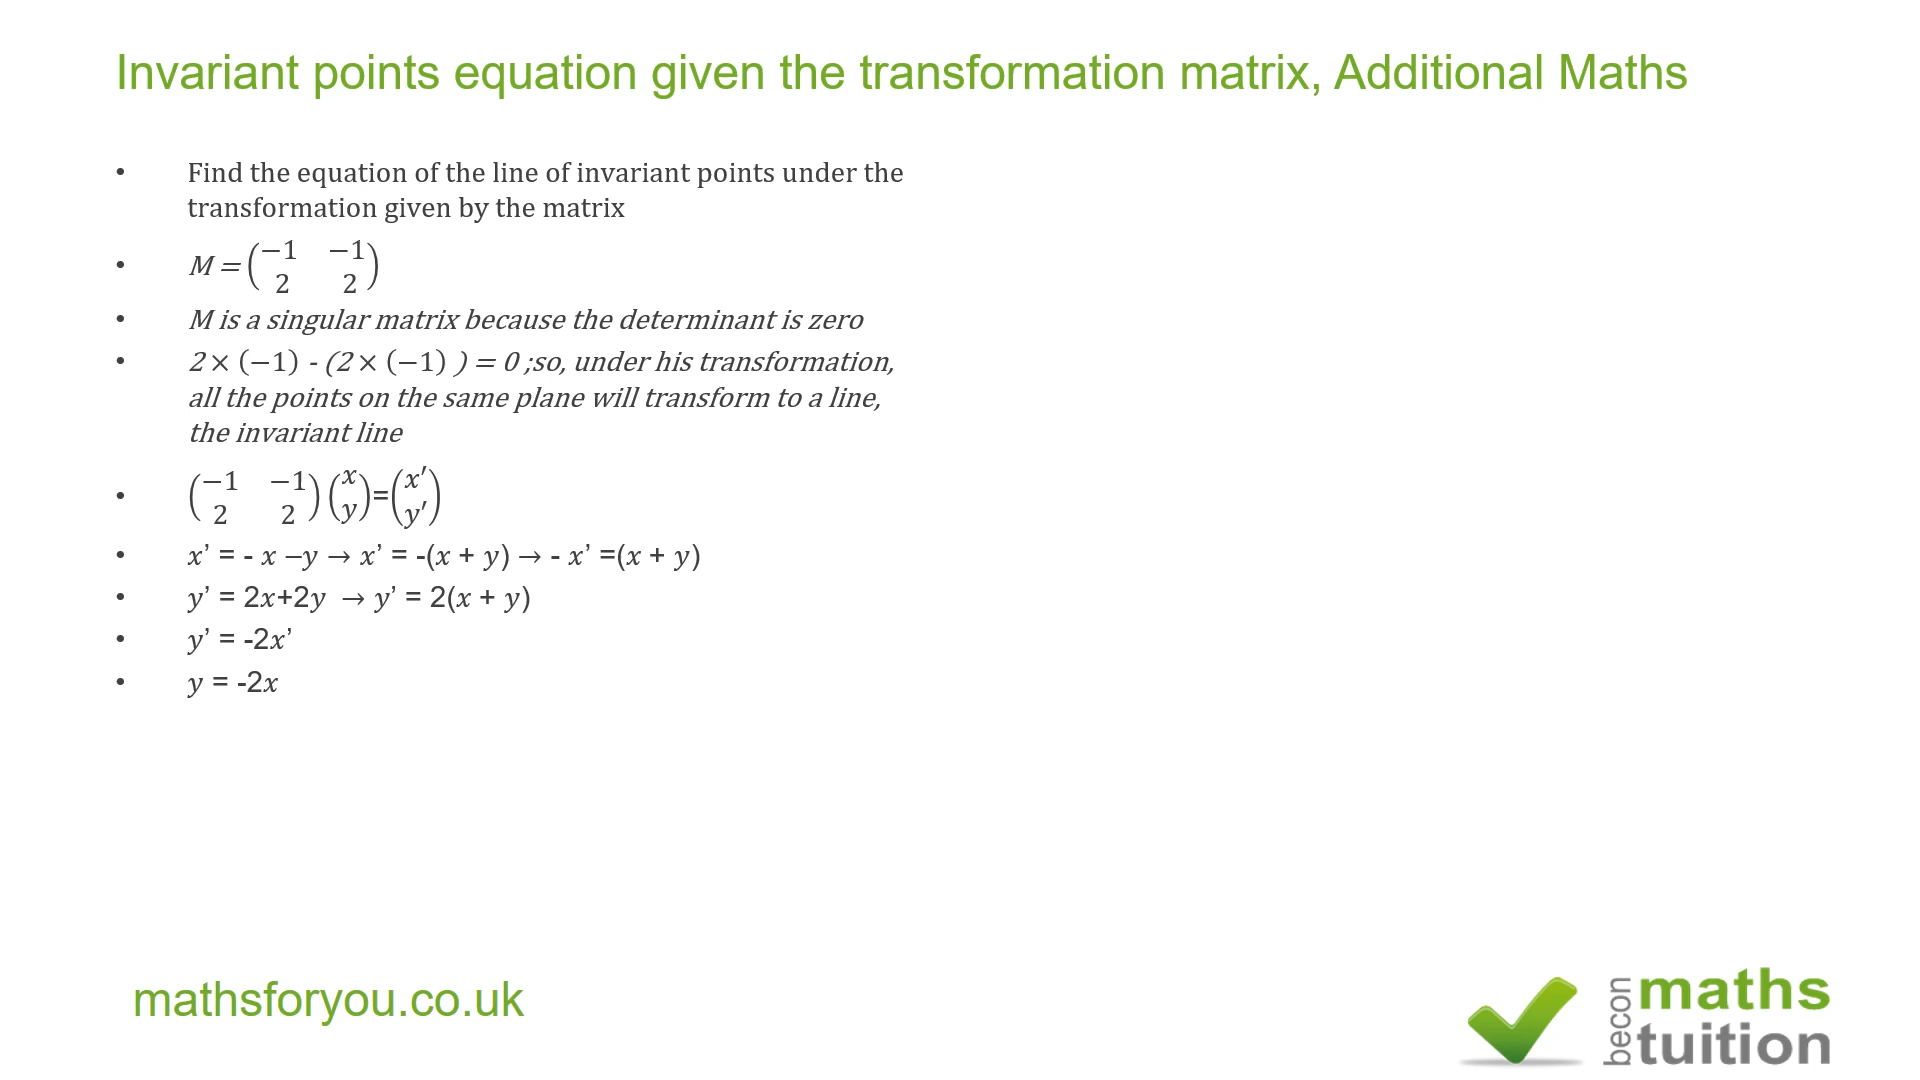 Invariant points equation given the transformation matrix, Additional Maths
• Find the equation of the line of invariant points under the
transformation given by the matrix
• M = (−1 −1
2 2)
• M is a singular matrix because the determinant is zero
• 2 × (−1) - (2 × (−1) ) = 0 ;so, under his transformation,
all the points on the same plane will transform to a line,
the invariant line
• (−1 −1
2 2) (x
y)=(x′
y′)
• x’ = - x −y → x’ = -(x + y) → - x’ =(x + y)
• y’ = 2x+2y → y’ = 2(x + y)
• y’ = -2x’
• y = -2x
mathsforyou.co.uk
becon
maths
tuition